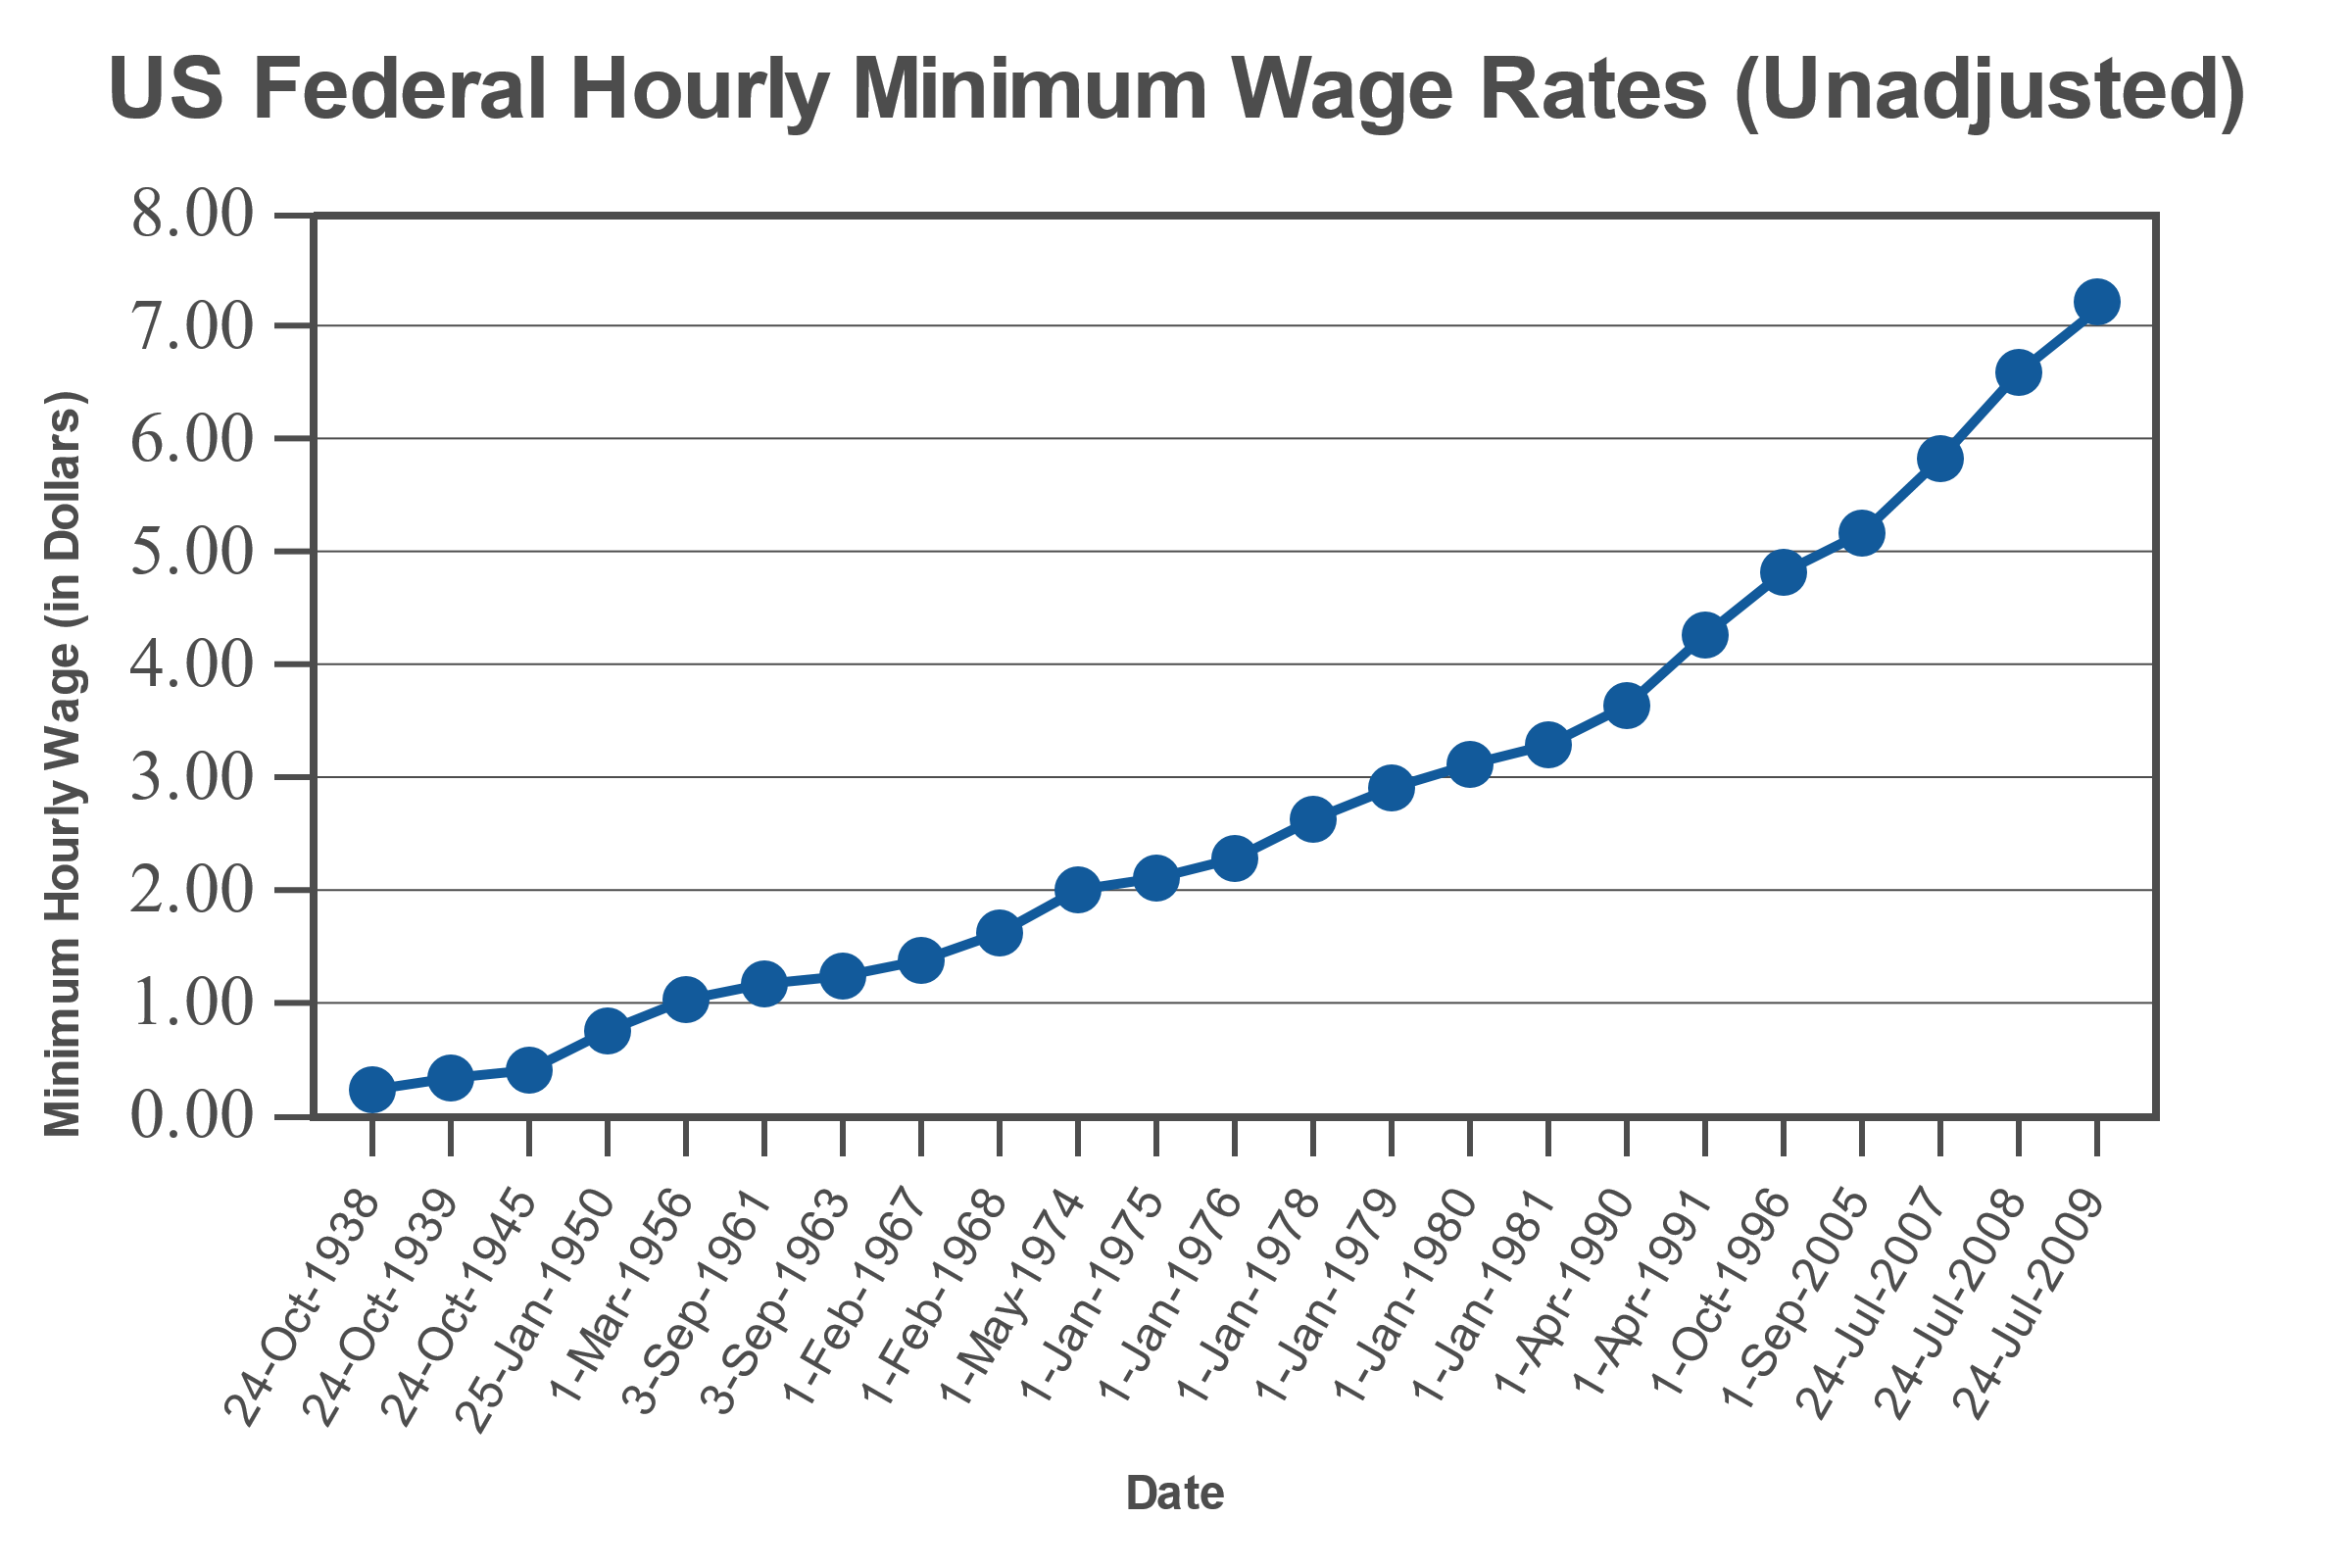 US Federal Hourly Minimum Wage Rates (Unadjusted)
Minimum Hourly Wage (in Dollars)
8.00
7.00
6.00
5.00
4.00
3.00
2.00
1.00
0.00
24-Oct-1938
24-Oct-1939
24-Oct-1945
25-Jan-1950
1-Mar-1956
3-Sep-1961
3-Sep-1963
1-Feb-1967
1-Feb-1968
1-May-1974
1-Jan-1975
1-Jan-1976
1-Jan-1978
1-Jan-1979
1-Jan-1980
1-Jan-1981
1-Apr-1990
1-Apr-1991
1-Oct-1996
1-Sep-2005
24-Jul-2007
24-Jul-2008
24-Jul-2009
Date